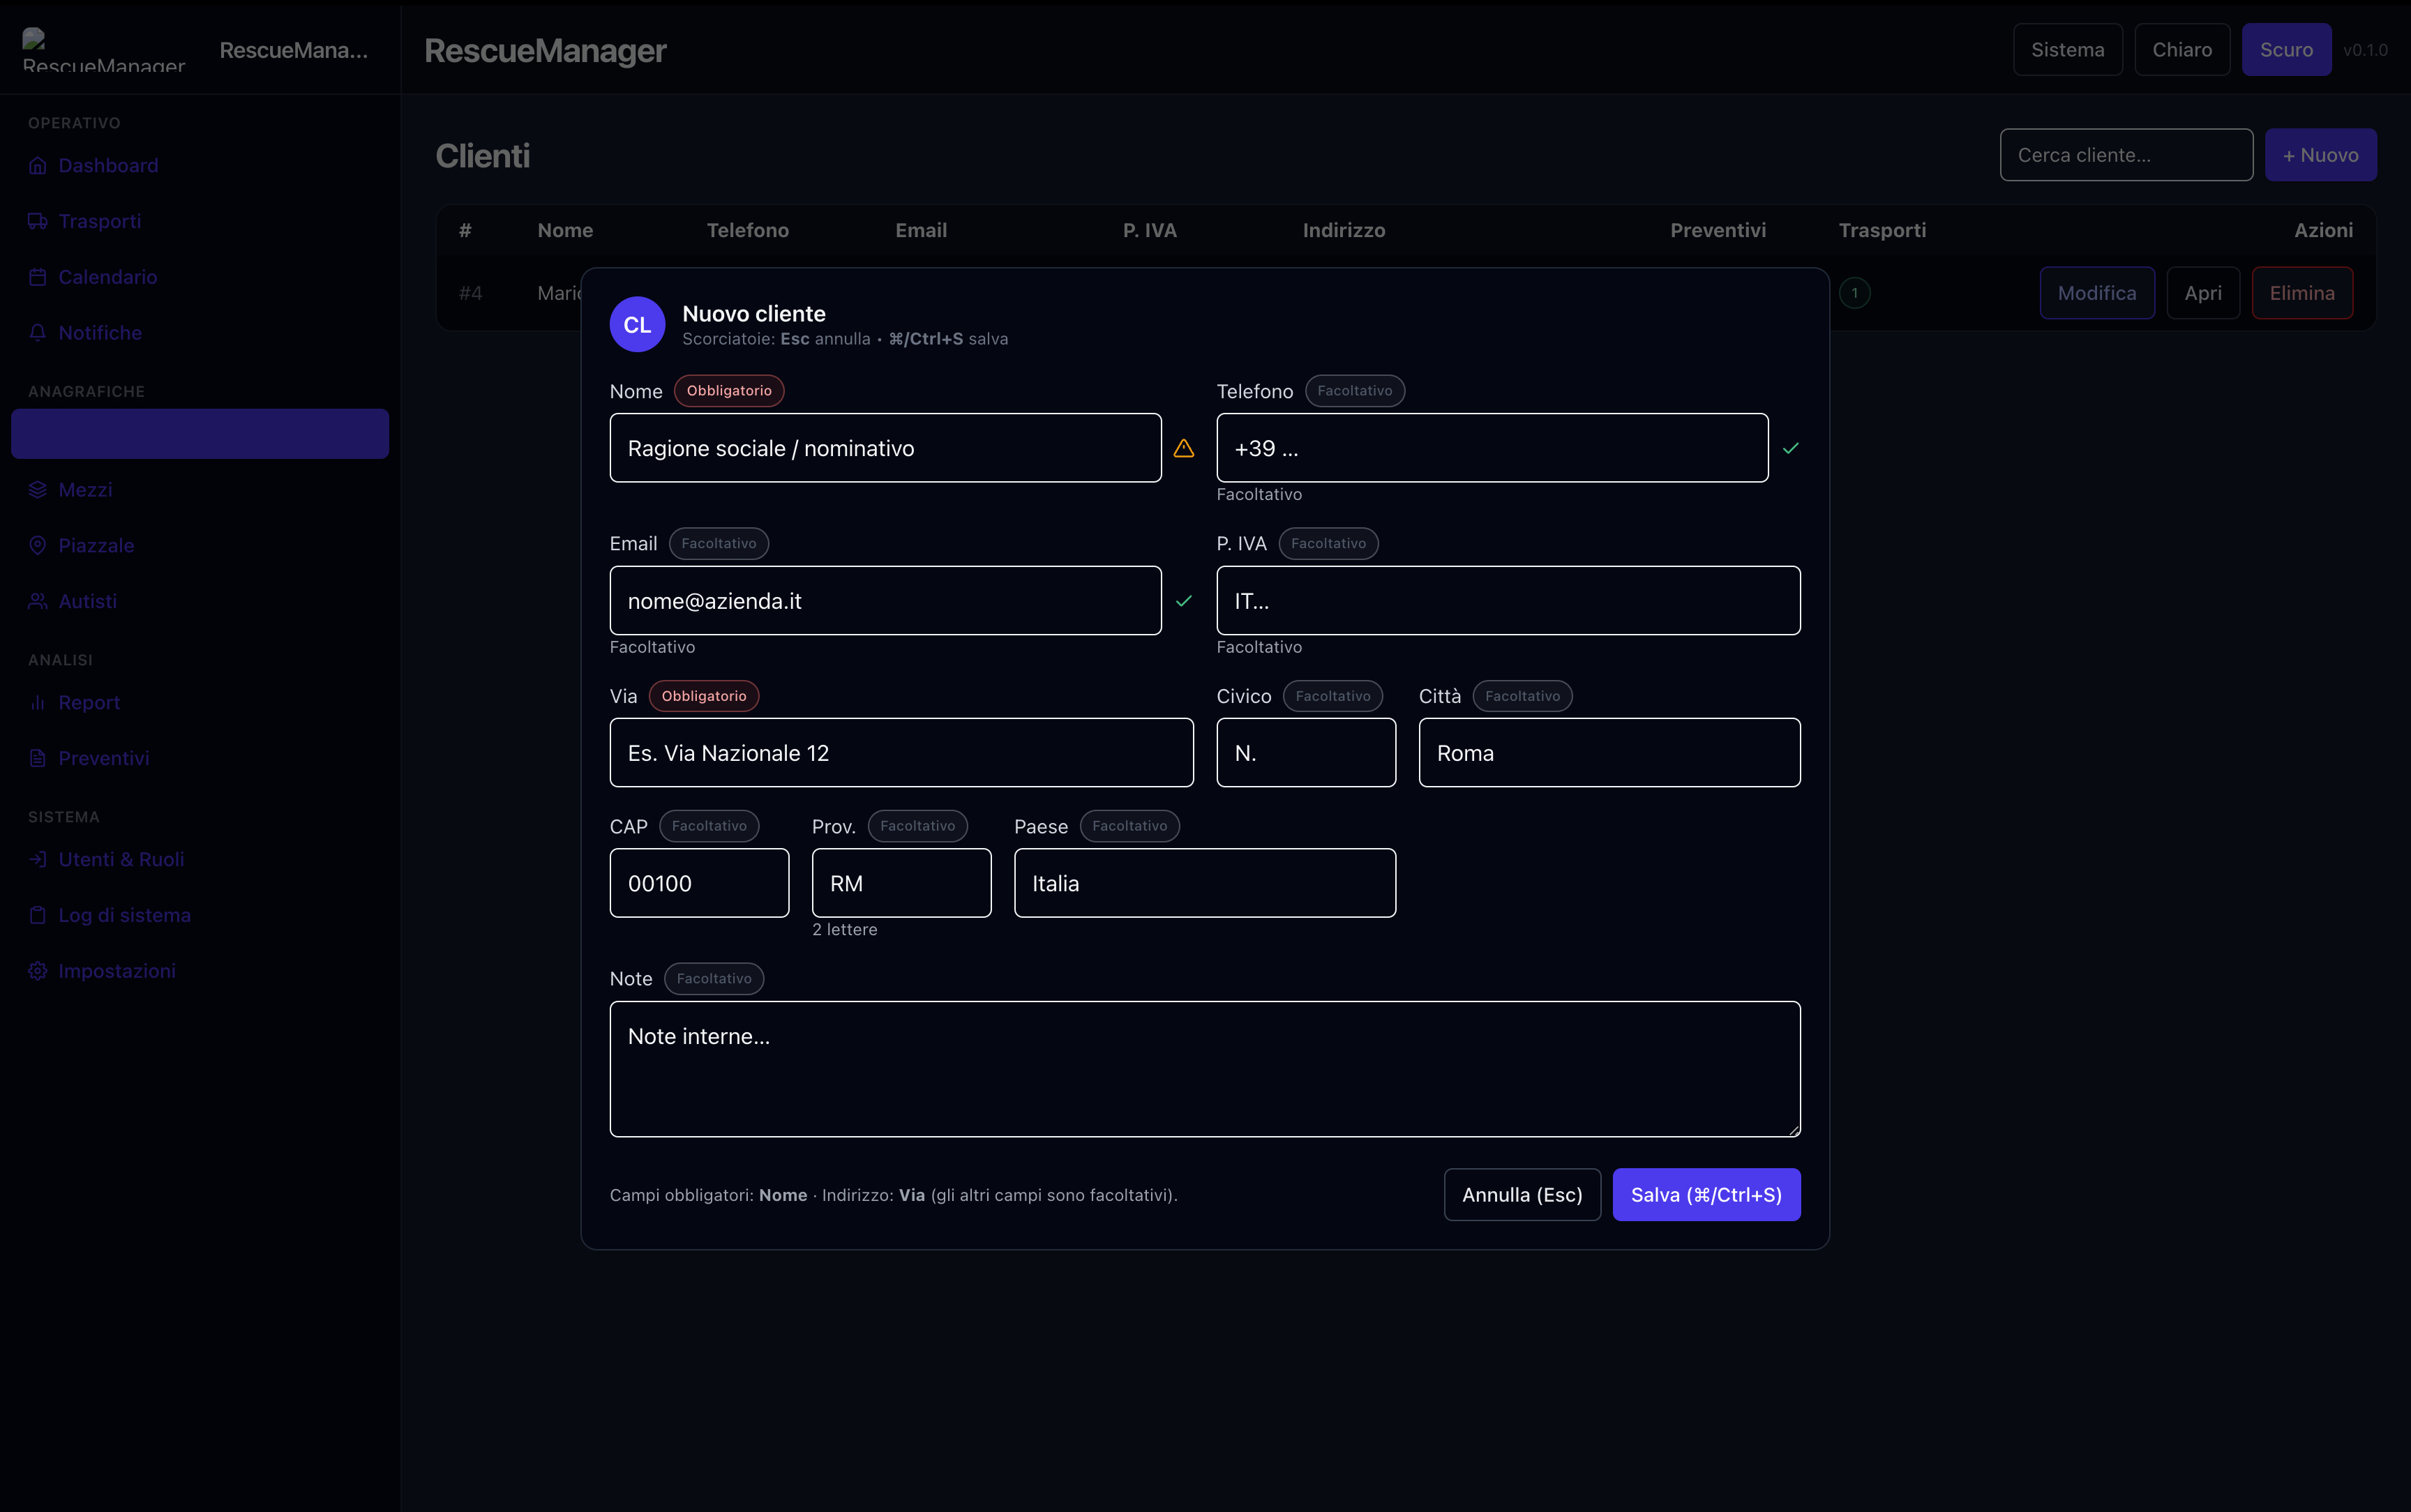 RescueManager
RescueMana...
RescueManager
Sistema
Chiaro
Scuro
v0.1.0
OPERATIVO
Dashboard
Trasporti
Calendario
Notifiche
ANAGRAFICHE
Mezzi
Piazzale
Autisti
ANALISI
Report
Preventivi
SISTEMA
Utenti & Ruoli
Log di sistema
Impostazioni
Clienti
Cerca cliente...
+ Nuovo
# Nome Telefono Email P. IVA Indirizzo Preventivi Trasporti Azioni
#4 1 Modifica Apri Elimina
CL
Nuovo cliente
Scorciatoie: Esc annulla • ⌘/Ctrl+S salva
Nome Obbligatorio
Ragione sociale / nominativo
Telefono Facoltativo
+39 ...
Facoltativo
Email Facoltativo
nome@azienda.it
Facoltativo
P. IVA Facoltativo
IT...
Facoltativo
Via Obbligatorio
Es. Via Nazionale 12
Civico Facoltativo
N.
Città Facoltativo
Roma
CAP Facoltativo
00100
Prov. Facoltativo
RM
2 lettere
Paese Facoltativo
Italia
Note Facoltativo
Note interne...
Campi obbligatori: Nome · Indirizzo: Via (gli altri campi sono facoltativi).
Annulla (Esc)
Salva (⌘/Ctrl+S)